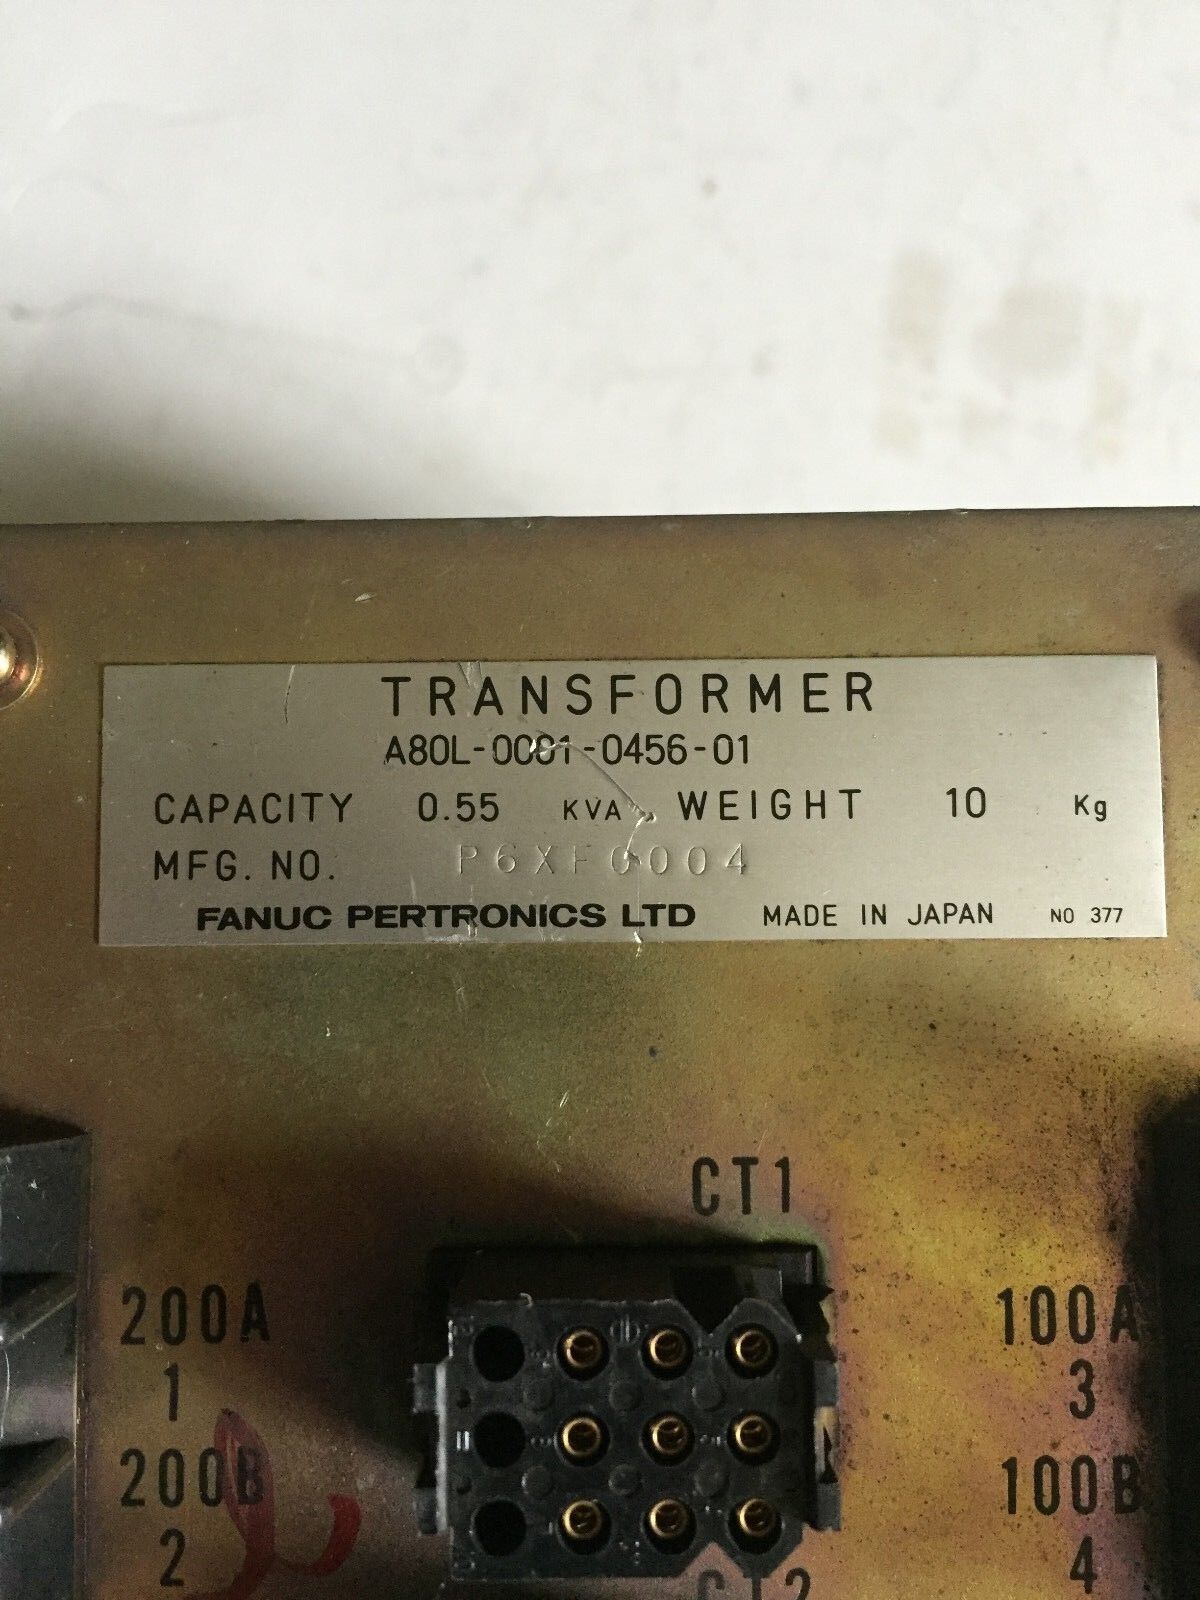 TRANSFORMER
A80L-0001-0456-01
CAPACITY 0.55 KVA WEIGHT 10 Kg
MFG. NO. P6XF0004
FANUC PERTRONICS LTD MADE IN JAPAN NO 377
CT1
200A 100A
1 3
200B 100B
2 4
CT2